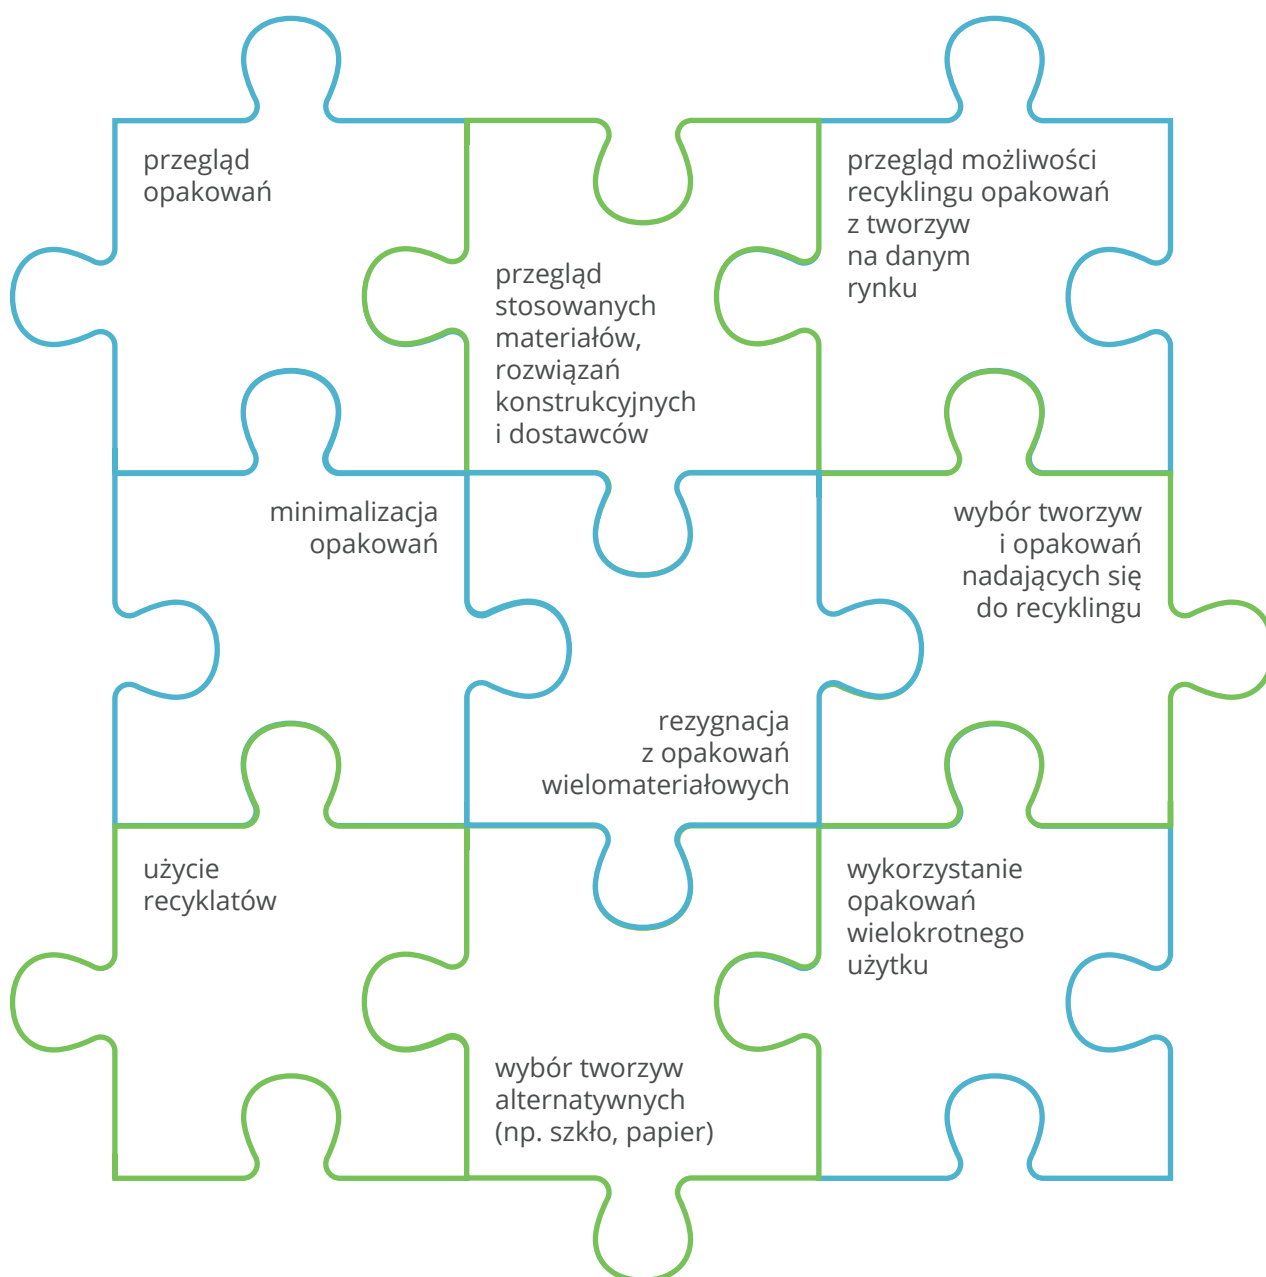 przegląd
opakowań
przegląd
stosowanych
materiałów,
rozwiązań
konstrukcyjnych
i dostawców
przegląd możliwości
recyklingu opakowań
z tworzyw
na danym
rynku
minimalizacja
opakowań
rezygnacja
z opakowań
wielomateriałowych
wybór tworzyw
i opakowań
nadających się
do recyklingu
użycie
recyklatów
wybór tworzyw
alternatywnych
(np. szkło, papier)
wykorzystanie
opakowań
wielokrotnego
użytku